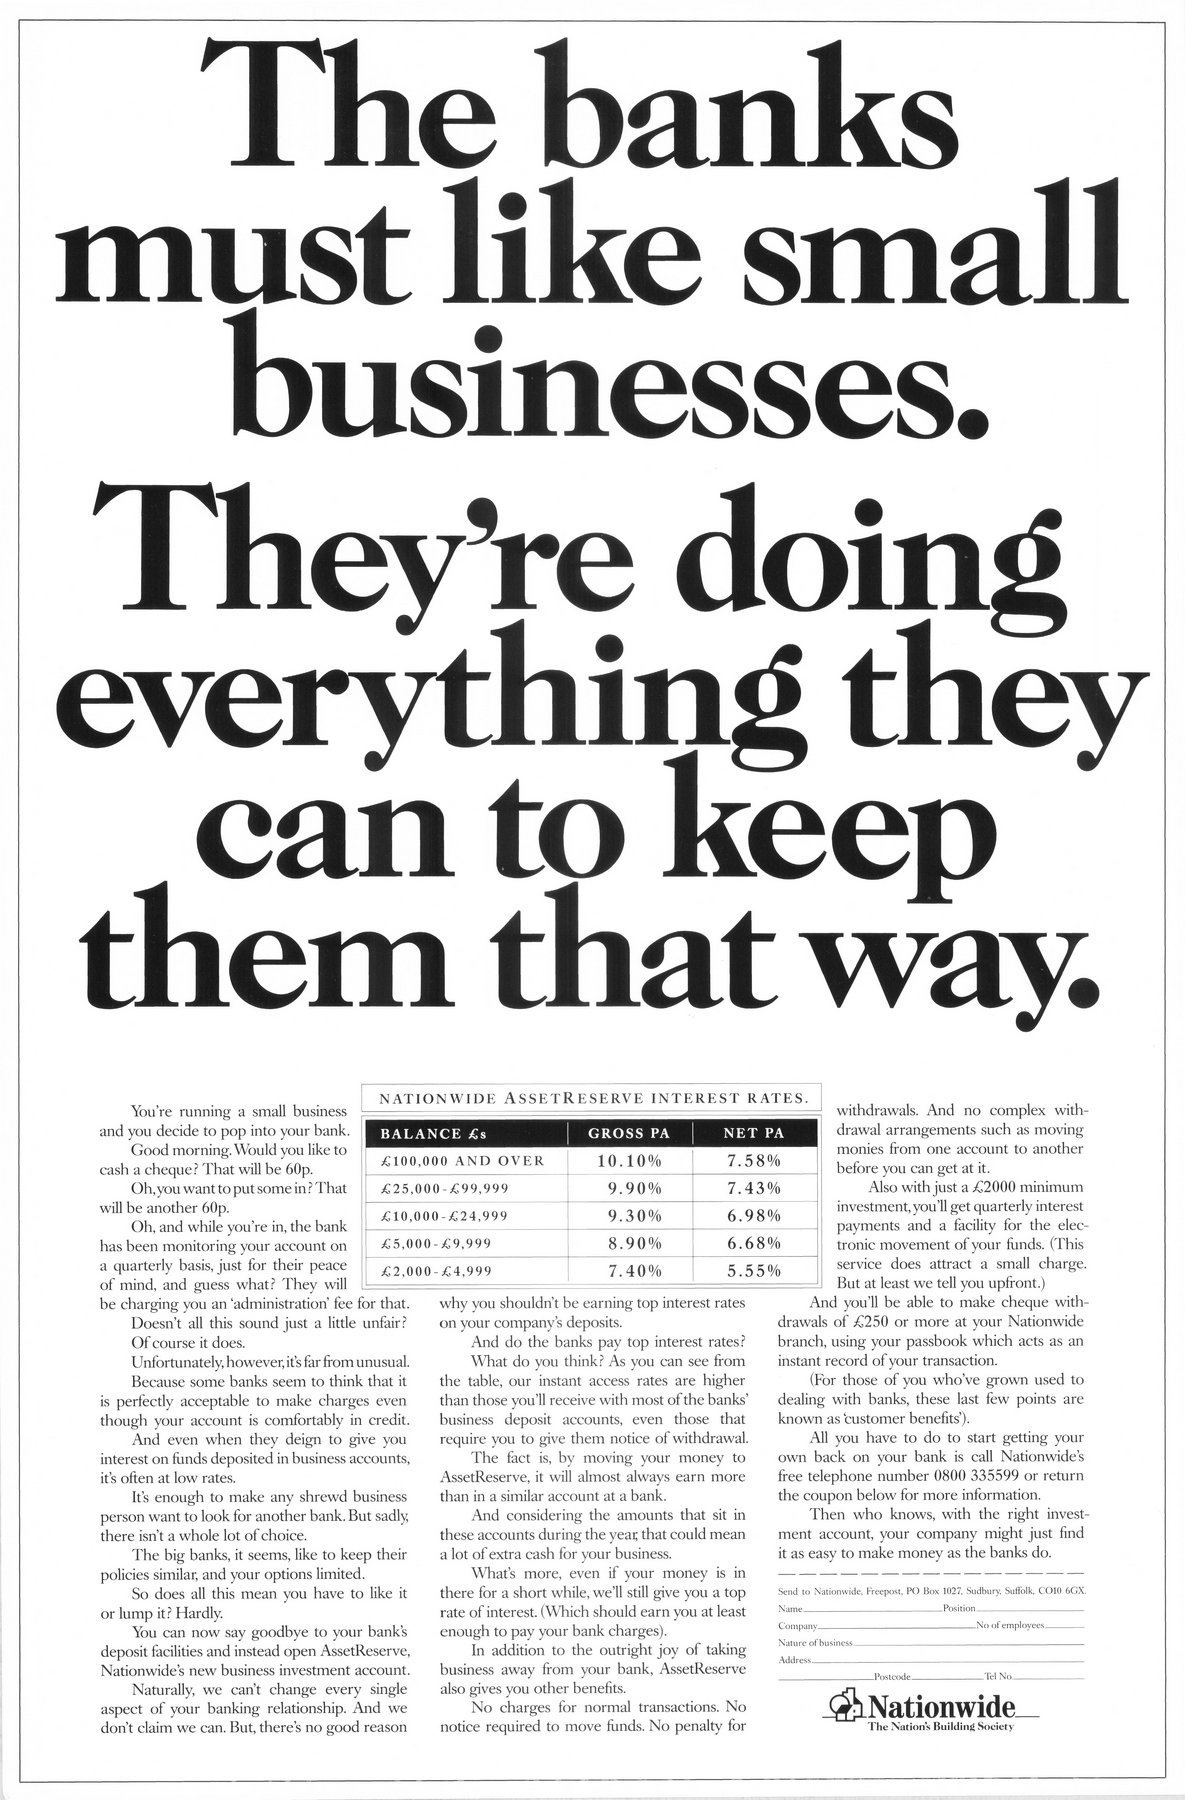 The banks
must like small
businesses.
They're doing
everything they
can to keep
them that way.
You're running a small business
and you decide to pop into your bank.
Good morning. Would you like to
cash a cheque? That will be 60p.
Oh, you want to put some in? That
will be another 60p.
Oh, and while you're in, the bank
has been monitoring your account on
a quarterly basis, just for their peace
of mind, and guess what? They will
be charging you an 'administration' fee for that.
Doesn't all this sound just a little unfair?
Of course it does.
Unfortunately, however, it's far from unusual.
Because some banks seem to think that it
is perfectly acceptable to make charges even
though your account is comfortably in credit.
And even when they deign to give you
interest on funds deposited in business accounts,
it's often at low rates.
It's enough to make any shrewd business
person want to look for another bank. But sadly,
there isn't a whole lot of choice.
The big banks, it seems, like to keep their
policies similar, and your options limited.
So does all this mean you have to like it
or lump it? Hardly.
You can now say goodbye to your bank's
deposit facilities and instead open AssetReserve,
Nationwide's new business investment account.
Naturally, we can't change every single
aspect of your banking relationship. And we
don't claim we can. But, there's no good reason
NATIONWIDE ASSETRESERVE INTEREST RATES.
BALANCE £s GROSS PA NET PA
£100,000 AND OVER 10.10% 7.58%
£25,000-£99,999 9.90% 7.43%
£10,000-£24,999 9.30% 6.98%
£5,000-£9,999 8.90% 6.68%
£2,000-£4,999 7.40% 5.55%
why you shouldn't be earning top interest rates
on your company's deposits.
And do the banks pay top interest rates?
What do you think? As you can see from
the table, our instant access rates are higher
than those you'll receive with most of the banks'
business deposit accounts, even those that
require you to give them notice of withdrawal.
The fact is, by moving your money to
AssetReserve, it will almost always earn more
than in a similar account at a bank.
And considering the amounts that sit in
these accounts during the year, that could mean
a lot of extra cash for your business.
What's more, even if your money is in
there for a short while, we'll still give you a top
rate of interest. (Which should earn you at least
enough to pay your bank charges).
In addition to the outright joy of taking
business away from your bank, AssetReserve
also gives you other benefits.
No charges for normal transactions. No
notice required to move funds. No penalty for
withdrawals. And no complex with-
drawal arrangements such as moving
monies from one account to another
before you can get at it.
Also with just a £2000 minimum
investment, you'll get quarterly interest
payments and a facility for the elec-
tronic movement of your funds. (This
service does attract a small charge.
But at least we tell you upfront.)
And you'll be able to make cheque with-
drawals of £250 or more at your Nationwide
branch, using your passbook which acts as an
instant record of your transaction.
(For those of you who've grown used to
dealing with banks, these last few points are
known as 'customer benefits').
All you have to do to start getting your
own back on your bank is call Nationwide's
free telephone number 0800 335599 or return
the coupon below for more information.
Then who knows, with the right invest-
ment account, your company might just find
it as easy to make money as the banks do.
Send to Nationwide, Freepost, PO Box 1027, Sudbury, Suffolk, CO10 6GX.
Name Position
Company No of employees
Nature of business
Address
Postcode Tel No
Nationwide
The Nation's Building Society